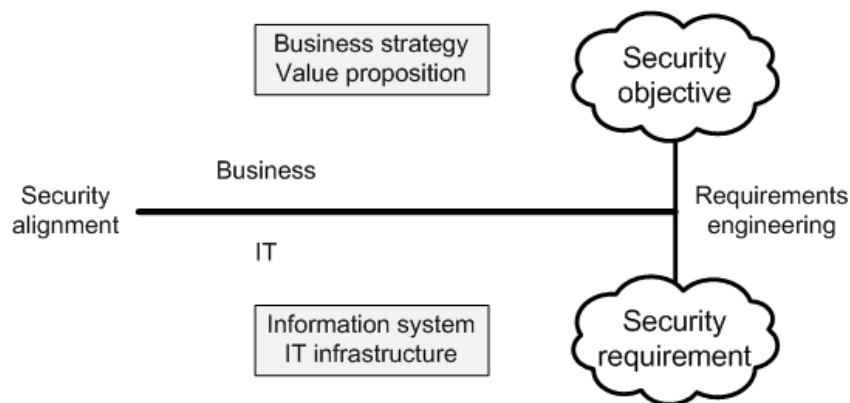 Business strategy
Value proposition
Security
objective
Business
Security
alignment
Requirements
engineering
IT
Information system
IT infrastructure
Security
requirement